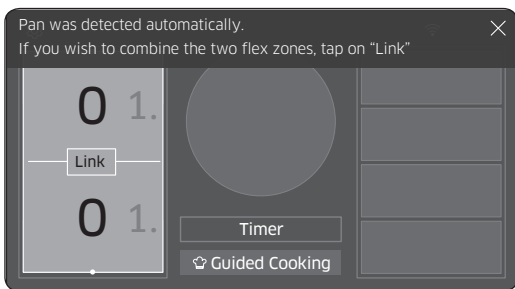 Pan was detected automatically.
If you wish to combine the two flex zones, tap on “Link”
0 1.
Link
0 1.
Timer
Guided Cooking